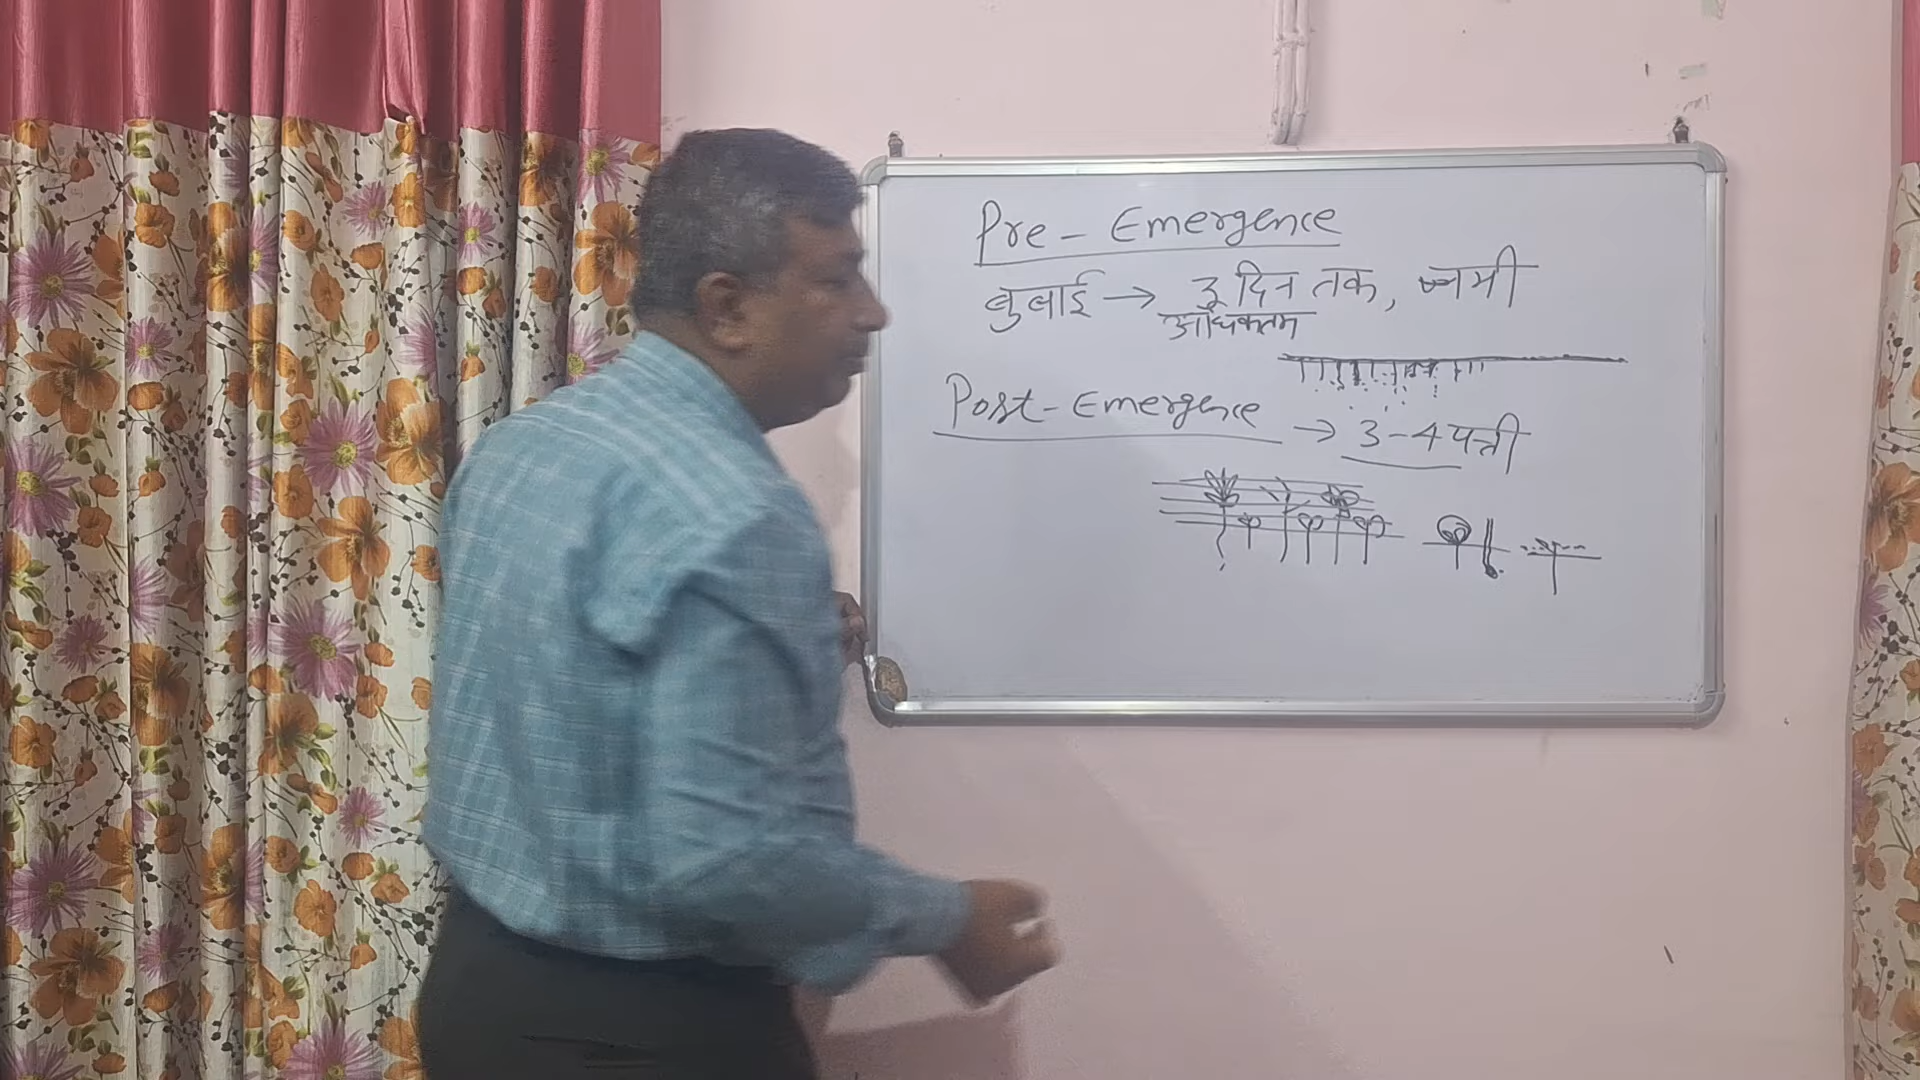 Pre - Emergence
बुवाई → 3 दिन तक, नमी
अधिकतम
Post - Emergence → 3-4 पत्ती